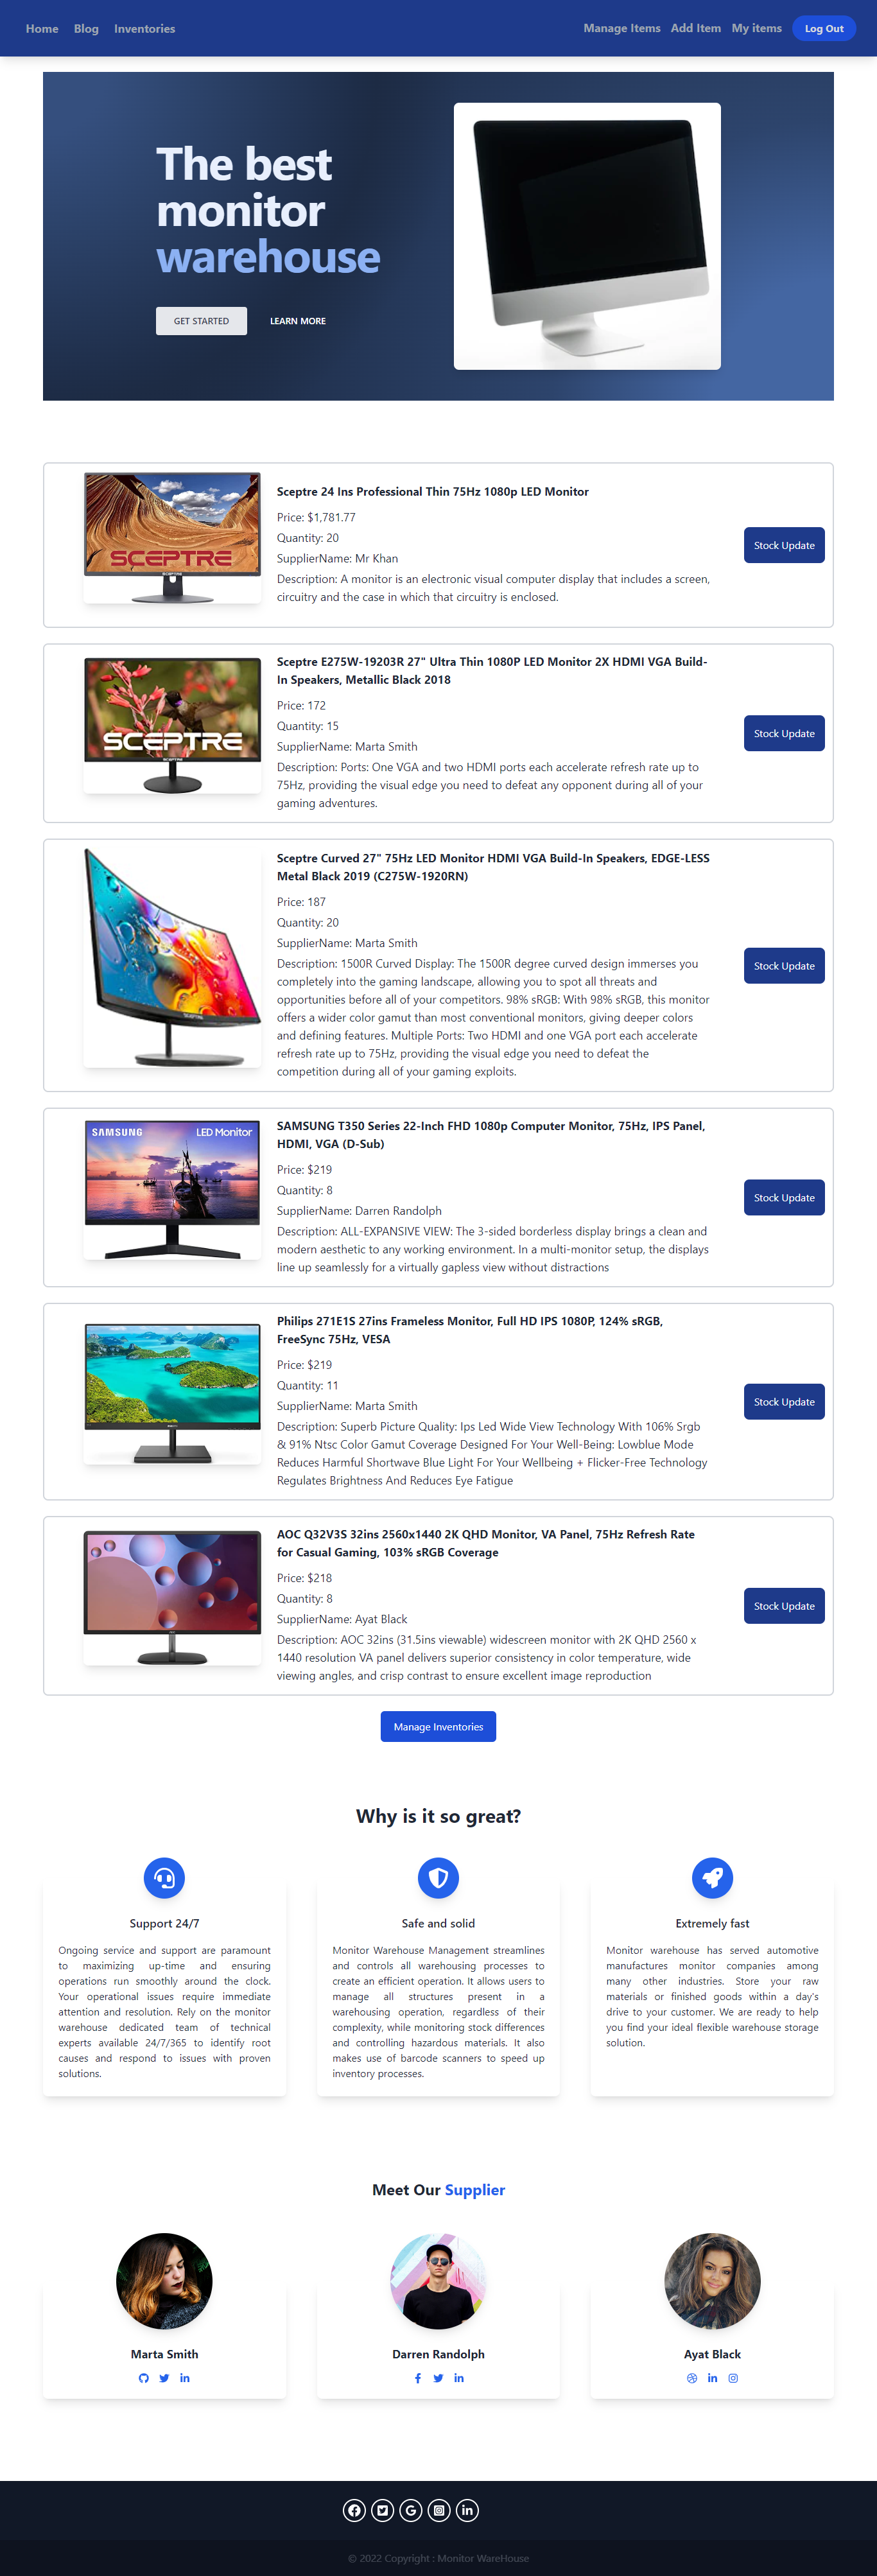 Home Blog Inventories Manage Items Add Item My items Log Out
The best
monitor
warehouse
GET STARTED LEARN MORE
SCEPTRE
Sceptre 24 Ins Professional Thin 75Hz 1080p LED Monitor
Price: $1,781.77
Quantity: 20
SupplierName: Mr Khan
Description: A monitor is an electronic visual computer display that includes a screen,
circuitry and the case in which that circuitry is enclosed.
Stock Update
SCEPTRE
SCEPTRE
Sceptre E275W-19203R 27" Ultra Thin 1080P LED Monitor 2X HDMI VGA Build-
In Speakers, Metallic Black 2018
Price: 172
Quantity: 15
SupplierName: Marta Smith
Description: Ports: One VGA and two HDMI ports each accelerate refresh rate up to
75Hz, providing the visual edge you need to defeat any opponent during all of your
gaming adventures.
Stock Update
SCEPTRE
Sceptre Curved 27" 75Hz LED Monitor HDMI VGA Build-In Speakers, EDGE-LESS
Metal Black 2019 (C275W-1920RN)
Price: 187
Quantity: 20
SupplierName: Marta Smith
Description: 1500R Curved Display: The 1500R degree curved design immerses you
completely into the gaming landscape, allowing you to spot all threats and
opportunities before all of your competitors. 98% sRGB: With 98% sRGB, this monitor
offers a wider color gamut than most conventional monitors, giving deeper colors
and defining features. Multiple Ports: Two HDMI and one VGA port each accelerate
refresh rate up to 75Hz, providing the visual edge you need to defeat the
competition during all of your gaming exploits.
Stock Update
SAMSUNG LED Monitor
SAMSUNG T350 Series 22-Inch FHD 1080p Computer Monitor, 75Hz, IPS Panel,
HDMI, VGA (D-Sub)
Price: $219
Quantity: 8
SupplierName: Darren Randolph
Description: ALL-EXPANSIVE VIEW: The 3-sided borderless display brings a clean and
modern aesthetic to any working environment. In a multi-monitor setup, the displays
line up seamlessly for a virtually gapless view without distractions
Stock Update
Philips 271E1S 27ins Frameless Monitor, Full HD IPS 1080P, 124% sRGB,
FreeSync 75Hz, VESA
Price: $219
Quantity: 11
SupplierName: Marta Smith
Description: Superb Picture Quality: Ips Led Wide View Technology With 106% Srgb
& 91% Ntsc Color Gamut Coverage Designed For Your Well-Being: Lowblue Mode
Reduces Harmful Shortwave Blue Light For Your Wellbeing + Flicker-Free Technology
Regulates Brightness And Reduces Eye Fatigue
Stock Update
AOC Q32V3S 32ins 2560x1440 2K QHD Monitor, VA Panel, 75Hz Refresh Rate
for Casual Gaming, 103% sRGB Coverage
Price: $218
Quantity: 8
SupplierName: Ayat Black
Description: AOC 32ins (31.5ins viewable) widescreen monitor with 2K QHD 2560 x
1440 resolution VA panel delivers superior consistency in color temperature, wide
viewing angles, and crisp contrast to ensure excellent image reproduction
Stock Update
Manage Inventories
Why is it so great?
Support 24/7
Ongoing service and support are paramount
to maximizing up-time and ensuring
operations run smoothly around the clock.
Your operational issues require immediate
attention and resolution. Rely on the monitor
warehouse dedicated team of technical
experts available 24/7/365 to identify root
causes and respond to issues with proven
solutions.
Safe and solid
Monitor Warehouse Management streamlines
and controls all warehousing processes to
create an efficient operation. It allows users to
manage all structures present in a
warehousing operation, regardless of their
complexity, while monitoring stock differences
and controlling hazardous materials. It also
makes use of barcode scanners to speed up
inventory processes.
Extremely fast
Monitor warehouse has served automotive
manufactures monitor companies among
many other industries. Store your raw
materials or finished goods within a day's
drive to your customer. We are ready to help
you find your ideal flexible warehouse storage
solution.
Meet Our Supplier
Marta Smith
Darren Randolph
Ayat Black
© 2022 Copyright : Monitor WareHouse